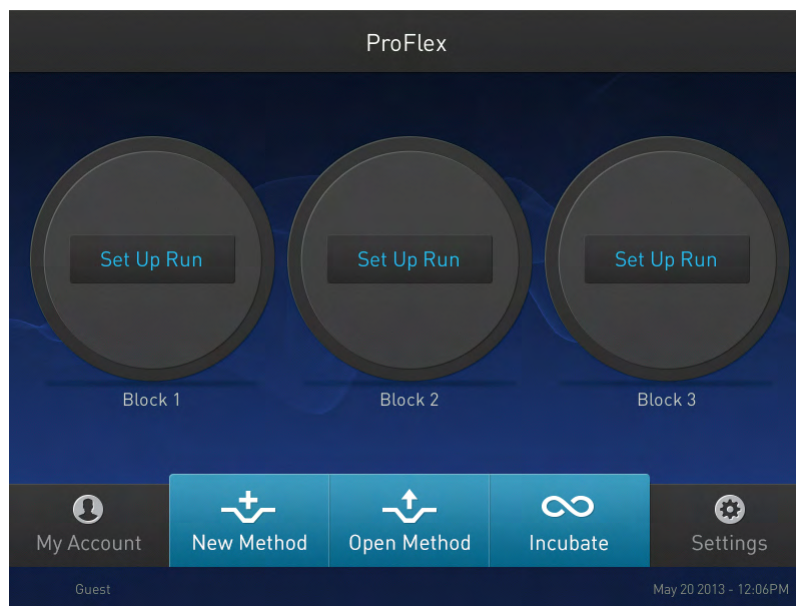 ProFlex
Set Up Run
Set Up Run
Set Up Run
Block 1
Block 2
Block 3
My Account
New Method
Open Method
Incubate
Settings
Guest
May 20 2013 - 12:06PM